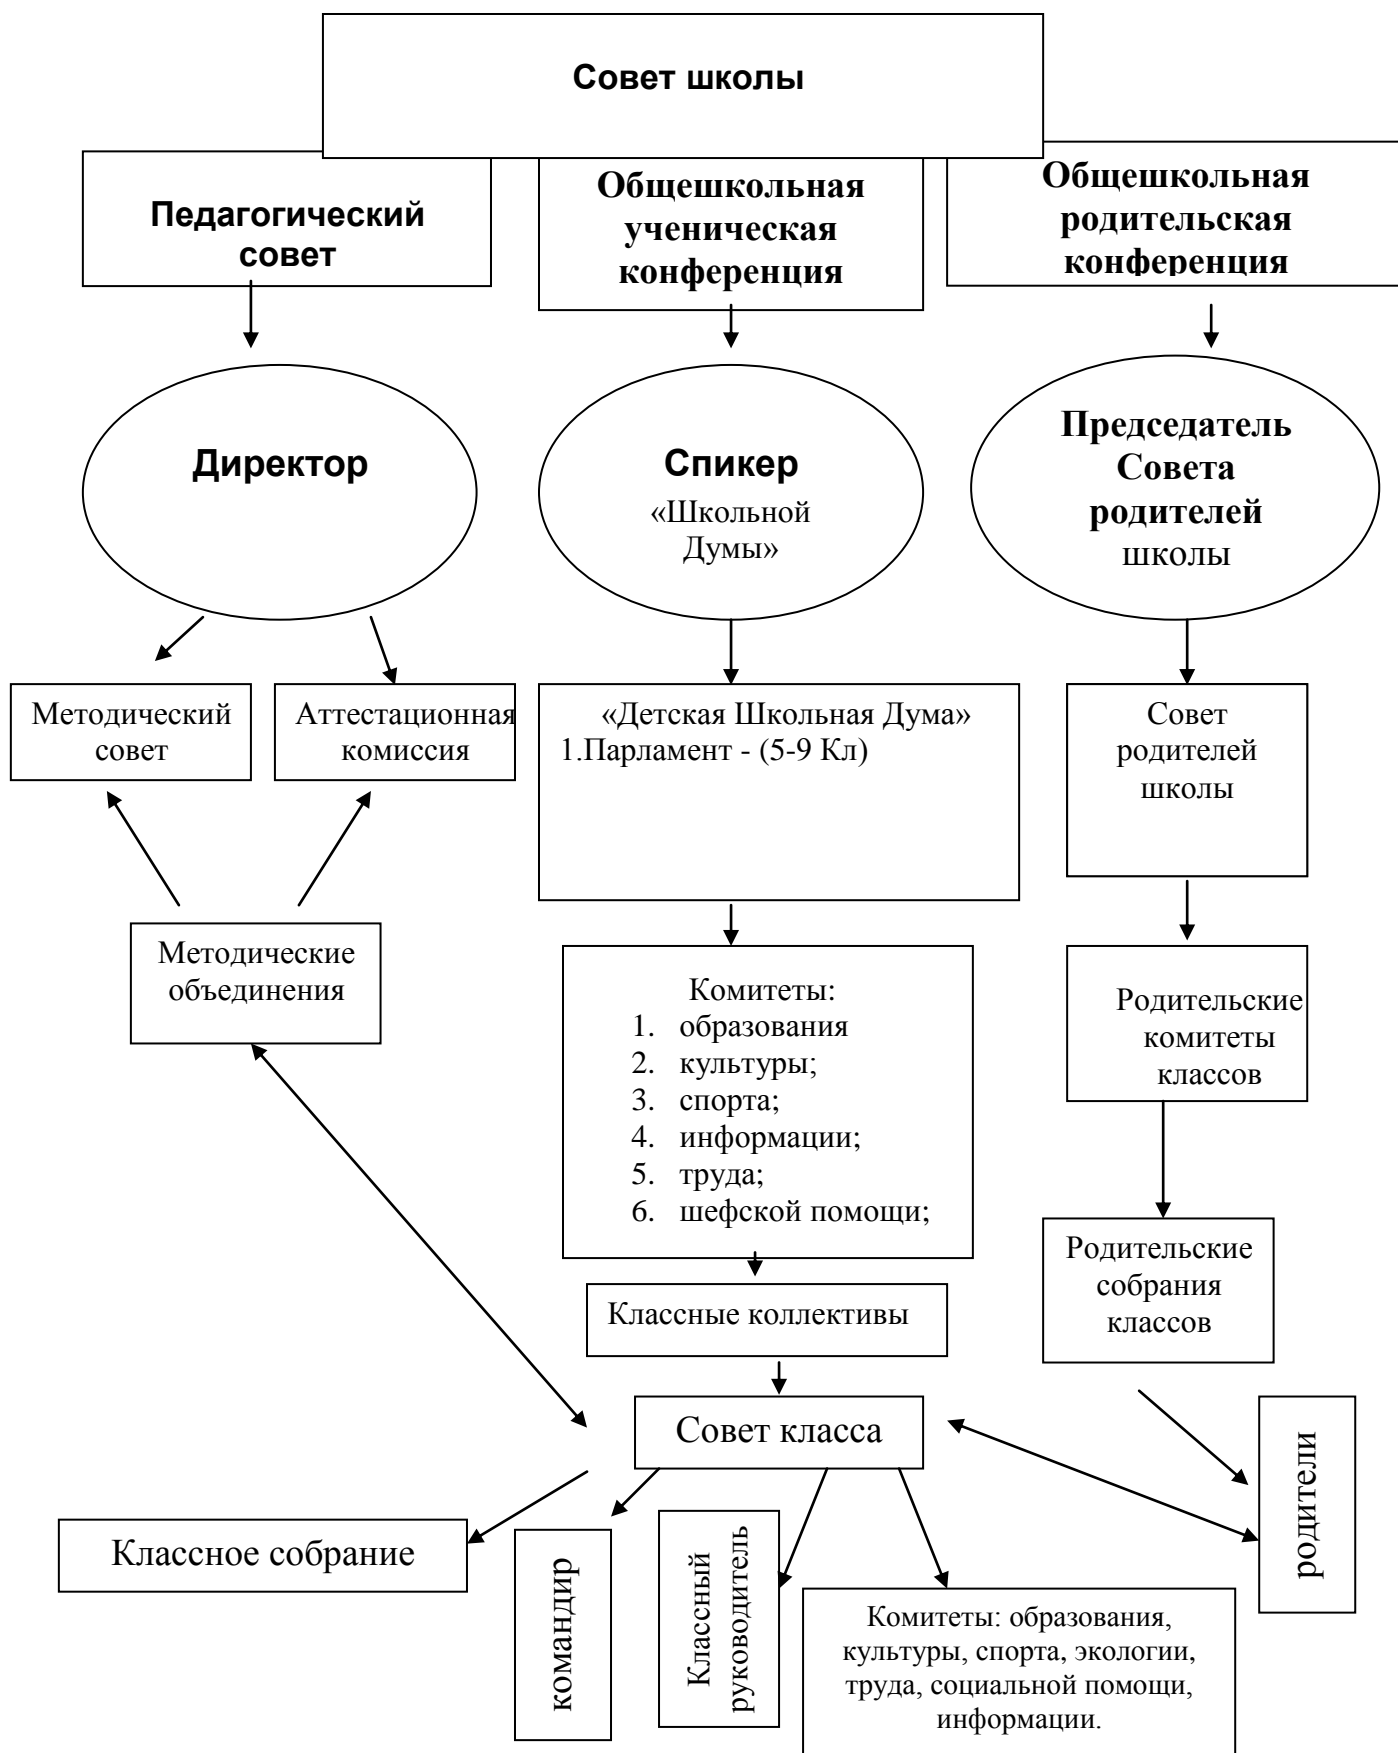 Совет школы
Педагогический
совет
Общешкольная
ученическая
конференция
Общешкольная
родительская
конференция
Директор
Спикер
«Школьной
Думы»
Председатель
Совета
родителей
школы
Методический
совет
Аттестационная
комиссия
«Детская Школьная Дума»
1.Парламент - (5-9 Кл)
Совет
родителей
школы
Методические
объединения
Комитеты:
1. образования
2. культуры;
3. спорта;
4. информации;
5. труда;
6. шефской помощи;
Родительские
комитеты
классов
Родительские
собрания
классов
Классные коллективы
Совет класса
Классное собрание
командир
Классный
руководитель
Комитеты: образования,
культуры, спорта, экологии,
труда, социальной помощи,
информации.
родители